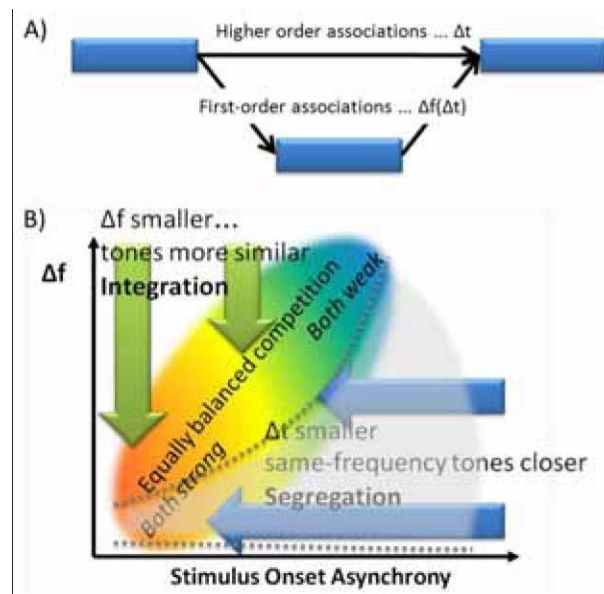 A)
Higher order associations ... Δt
First-order associations ... Δf(Δt)
B)
Δf smaller...
tones more similar
Integration
Δf
Equally balanced competition
Both weak
Both strong
Δt smaller
same-frequency tones closer
Segregation
Stimulus Onset Asynchrony